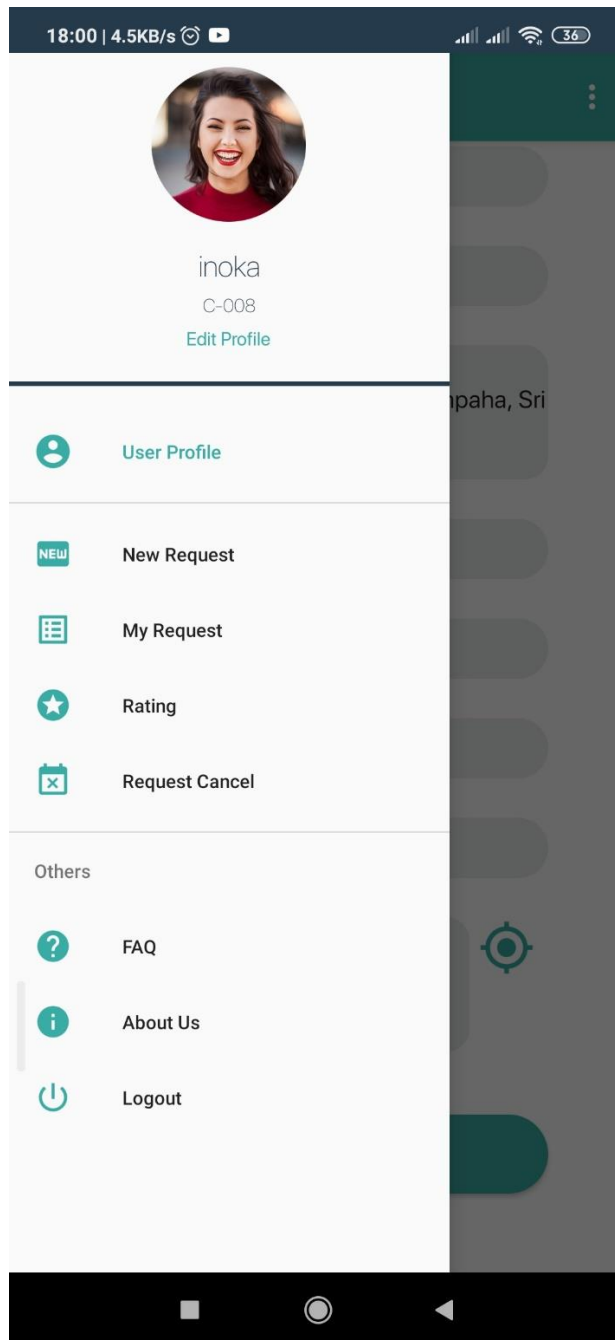 18:00 | 4.5KB/s
36
inoka
C-008
Edit Profile
paha, Sri
User Profile
NEW
New Request
My Request
Rating
Request Cancel
Others
FAQ
About Us
Logout